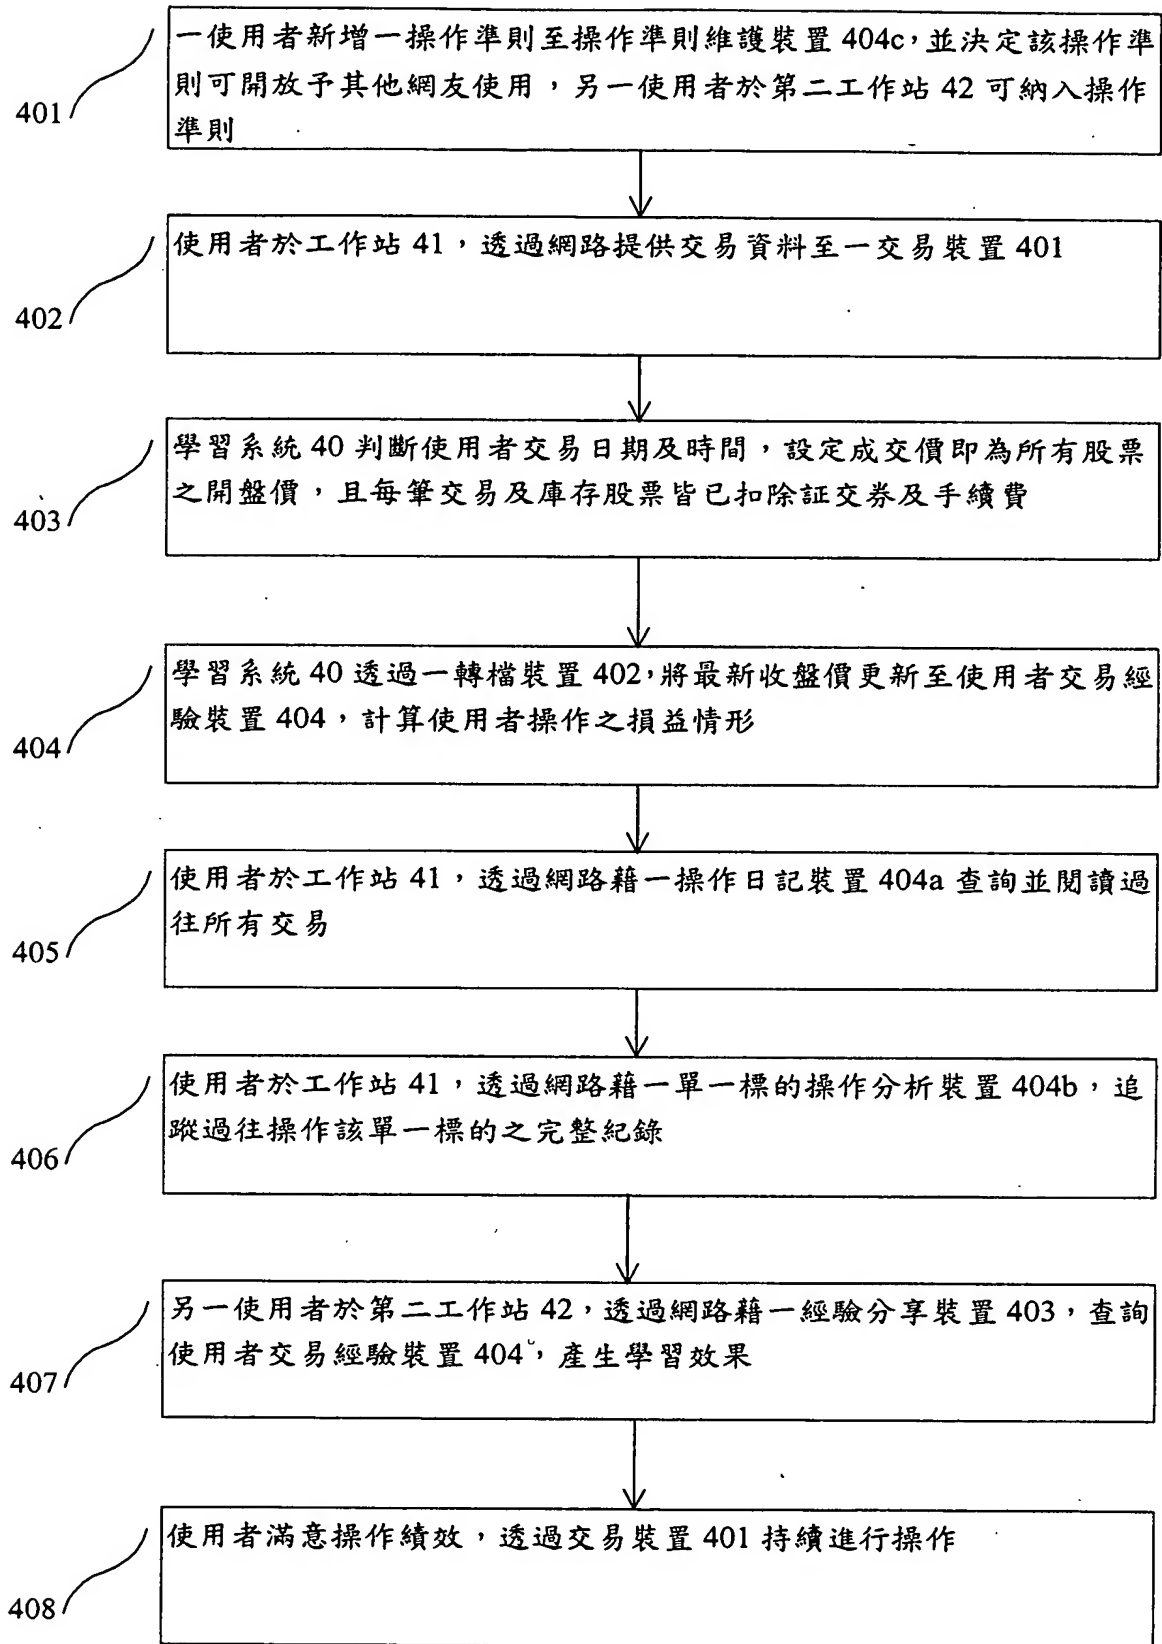 一使用者新增一操作準則至操作準則維護裝置 404c，並決定該操作準
則可開放予其他網友使用，另一使用者於第二工作站 42 可納入操作
準則
401
使用者於工作站 41，透過網路提供交易資料至一交易裝置 401
402
學習系統 40 判斷使用者交易日期及時間，設定成交價即為所有股票
之開盤價，且每筆交易及庫存股票皆已扣除証交券及手續費
403
學習系統 40 透過一轉檔裝置 402，將最新收盤價更新至使用者交易經
驗裝置 404，計算使用者操作之損益情形
404
使用者於工作站 41，透過網路藉一操作日記裝置 404a 查詢並閱讀過
往所有交易
405
使用者於工作站 41，透過網路藉一單一標的操作分析裝置 404b，追
蹤過往操作該單一標的之完整紀錄
406
另一使用者於第二工作站 42，透過網路藉一經驗分享裝置 403，查詢
使用者交易經驗裝置 404，產生學習效果
407
使用者滿意操作績效，透過交易裝置 401 持續進行操作
408